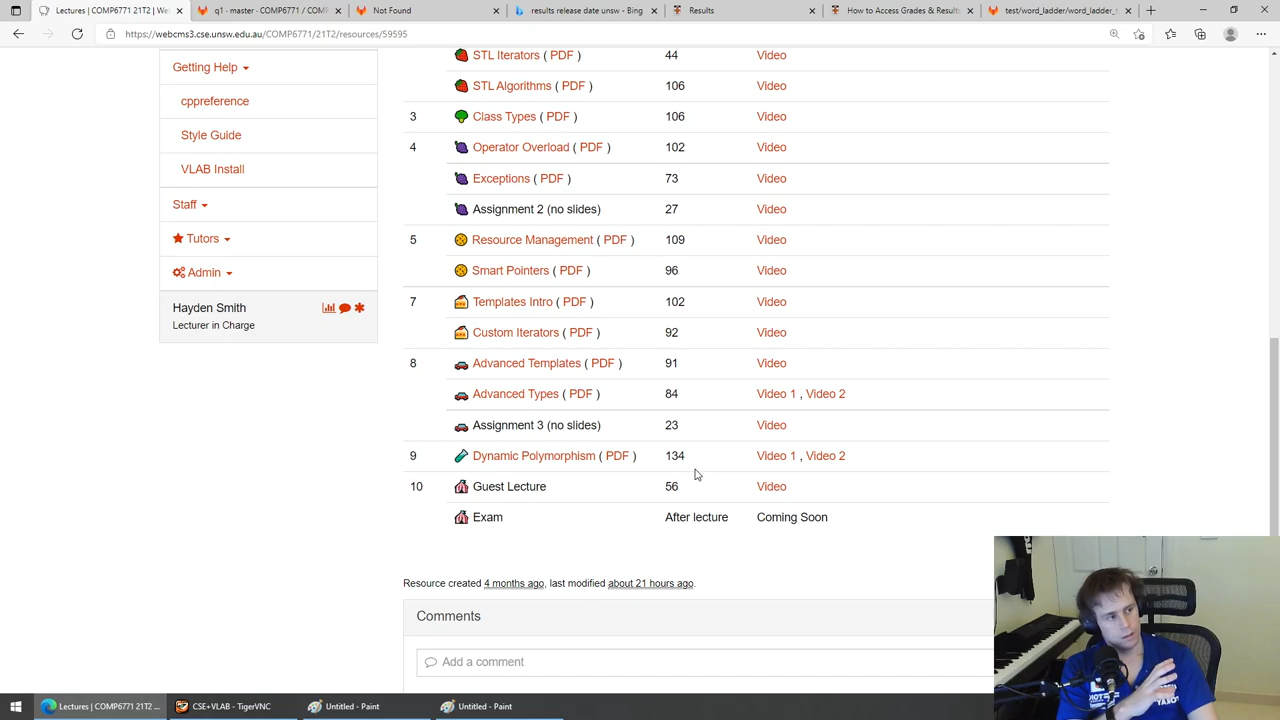 Lectures | COMP6771 21T2 | We
q1 · master · COMP6771 / COMP
Not Found
results release date unsw - Bing
Results
How to Access Grades & Results
test/word_ladder/word_ladder_t
https://webcms3.cse.unsw.edu.au/COMP6771/21T2/resources/59595
Getting Help
cppreference
Style Guide
VLAB Install
Staff
Tutors
Admin
Hayden Smith
Lecturer in Charge
STL Iterators ( PDF ) 44 Video
STL Algorithms ( PDF ) 106 Video
3 Class Types ( PDF ) 106 Video
4 Operator Overload ( PDF ) 102 Video
Exceptions ( PDF ) 73 Video
Assignment 2 (no slides) 27 Video
5 Resource Management ( PDF ) 109 Video
Smart Pointers ( PDF ) 96 Video
7 Templates Intro ( PDF ) 102 Video
Custom Iterators ( PDF ) 92 Video
8 Advanced Templates ( PDF ) 91 Video
Advanced Types ( PDF ) 84 Video 1 , Video 2
Assignment 3 (no slides) 23 Video
9 Dynamic Polymorphism ( PDF ) 134 Video 1 , Video 2
10 Guest Lecture 56 Video
Exam After lecture Coming Soon
Resource created 4 months ago, last modified about 21 hours ago.
Comments
Add a comment
Lectures | COMP6771 21T2 ...
CSE+VLAB - TigerVNC
Untitled - Paint
Untitled - Paint